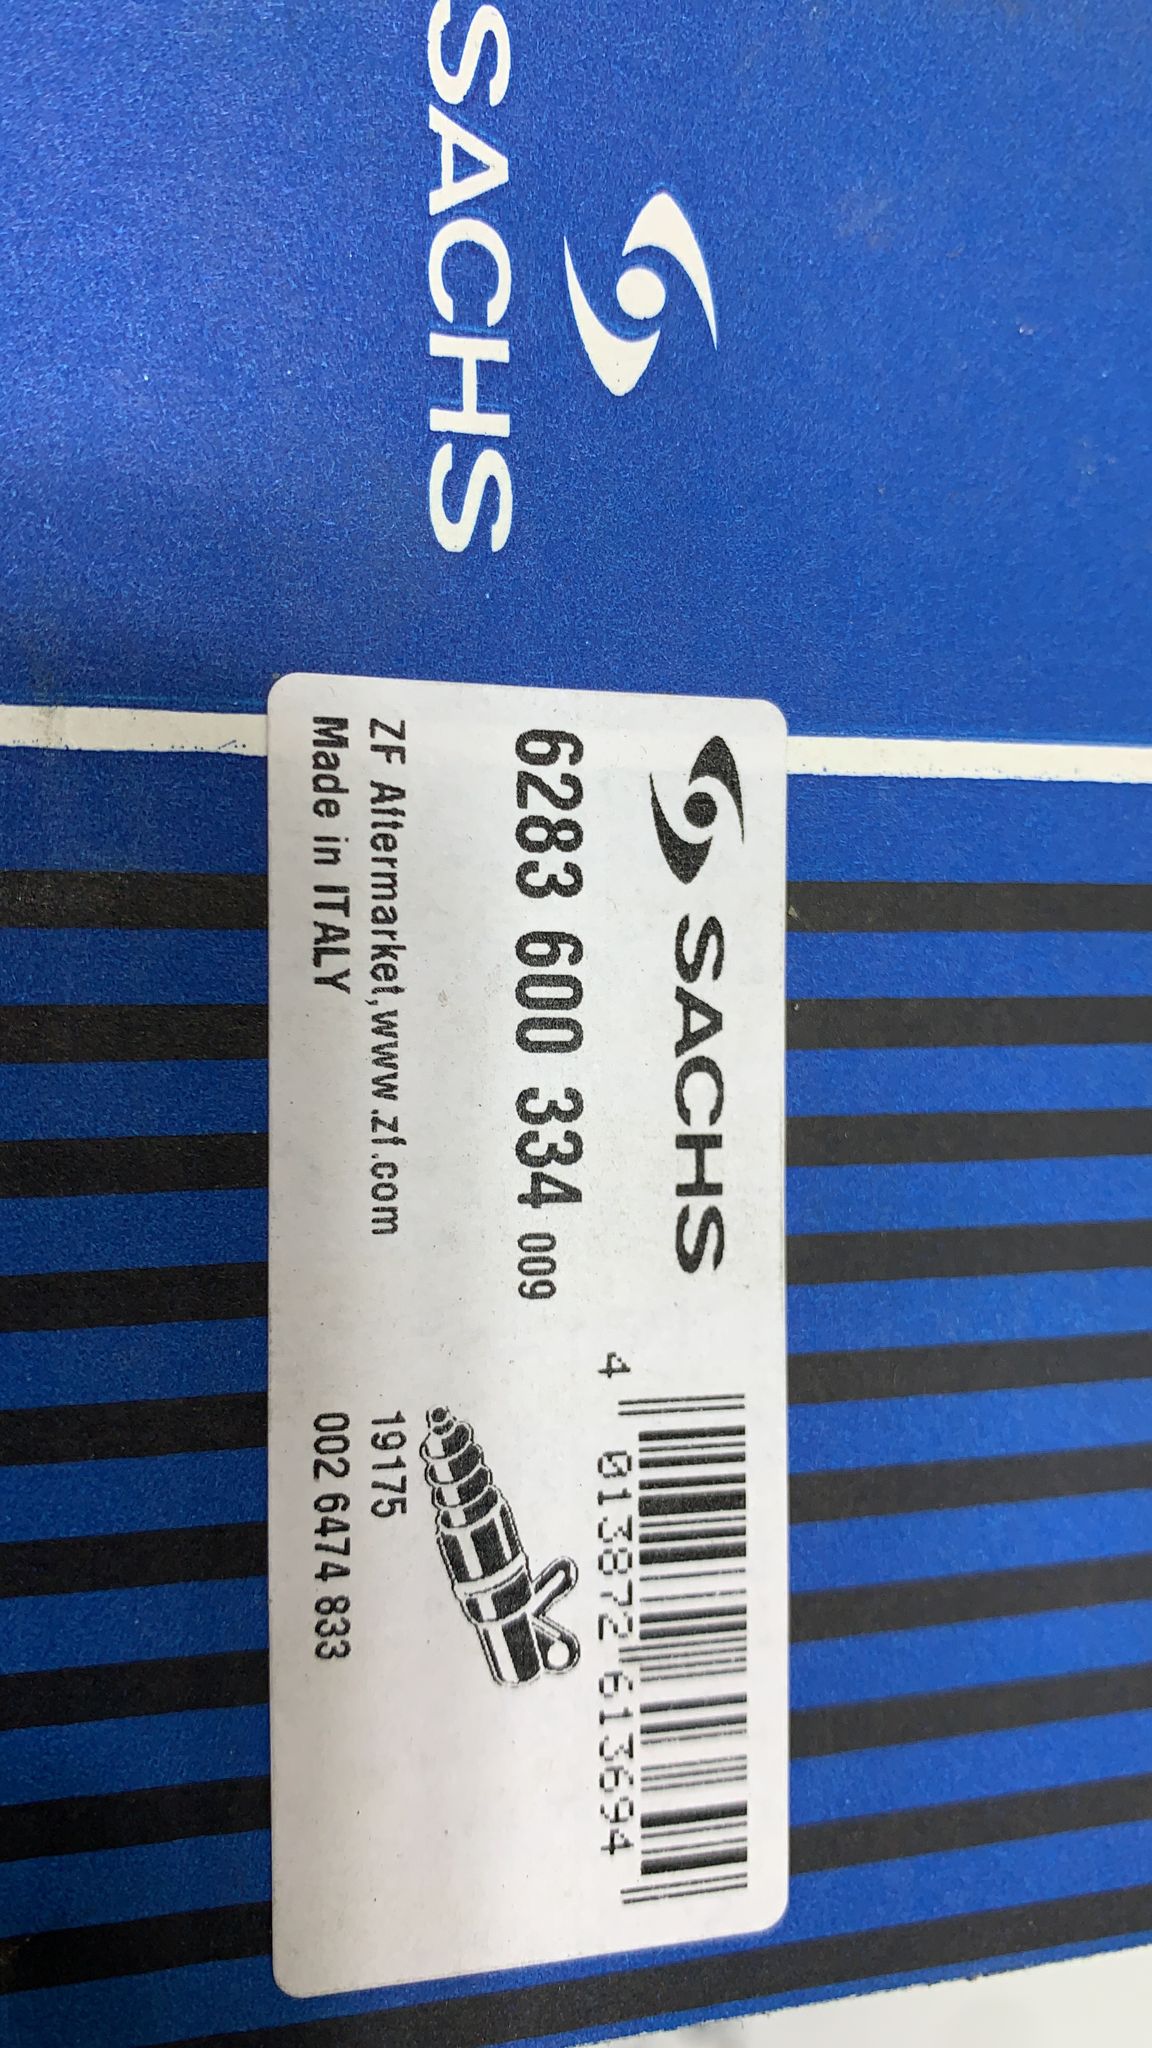 SACHS
SACHS
4 013872 613694
6283 600 334 009
ZF Aftermarket,www.zf.com
19175
Made in ITALY
002 6474 833